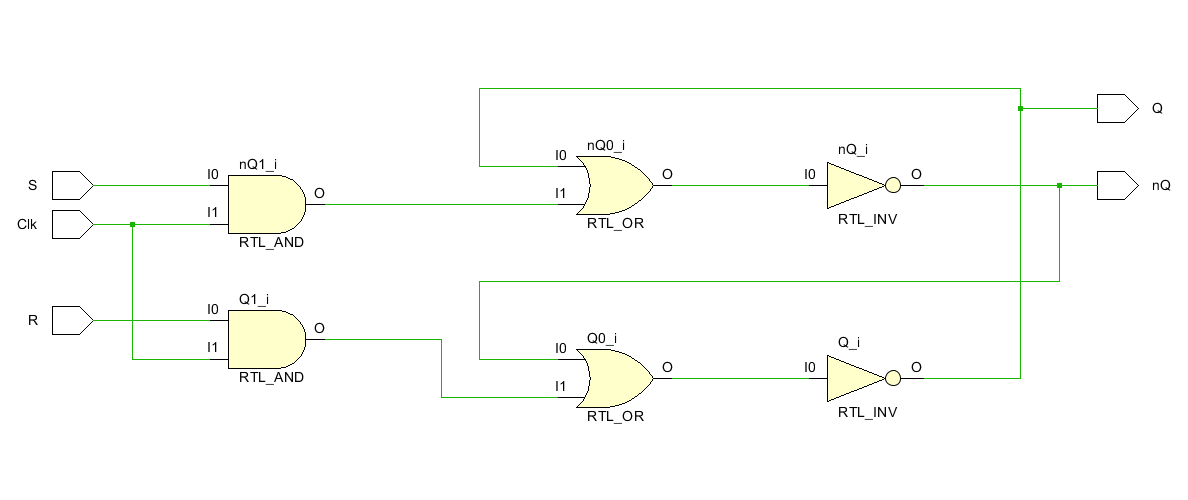 Q
nQ0_i
nQ_i
I0
O
I0
O
nQ
nQ1_i
I0
S
I1
RTL_INV
O
I1
RTL_OR
Clk
RTL_AND
Q1_i
I0
R
O
Q0_i
Q_i
I1
I0
O
I0
O
RTL_AND
I1
RTL_INV
RTL_OR